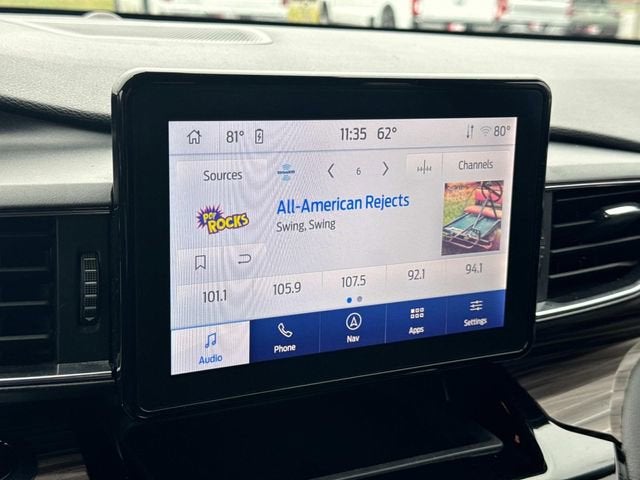 81° 11:35 62° 80°
Sources 6 Channels
SiriusXM
POP ROCKS
All-American Rejects
Swing, Swing
101.1 105.9 107.5 92.1 94.1
Audio Phone Nav Apps Settings